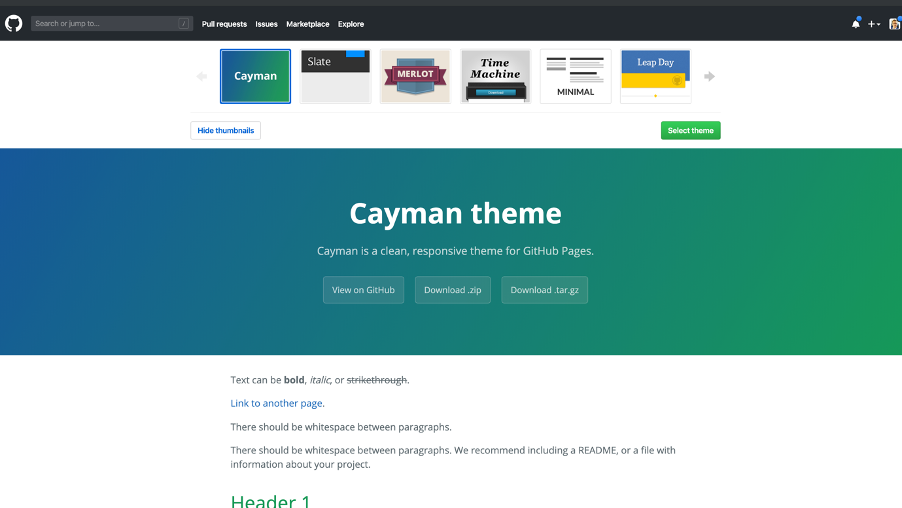 Search or jump to...
/
Pull requests
Issues
Marketplace
Explore
Cayman
Slate
MERLOT
Time
Machine
Download
MINIMAL
Leap Day
Hide thumbnails
Select theme
Cayman theme
Cayman is a clean, responsive theme for GitHub Pages.
View on GitHub
Download .zip
Download .tar.gz
Text can be bold, italic, or strikethrough.
Link to another page.
There should be whitespace between paragraphs.
There should be whitespace between paragraphs. We recommend including a README, or a file with
information about your project.
Header 1